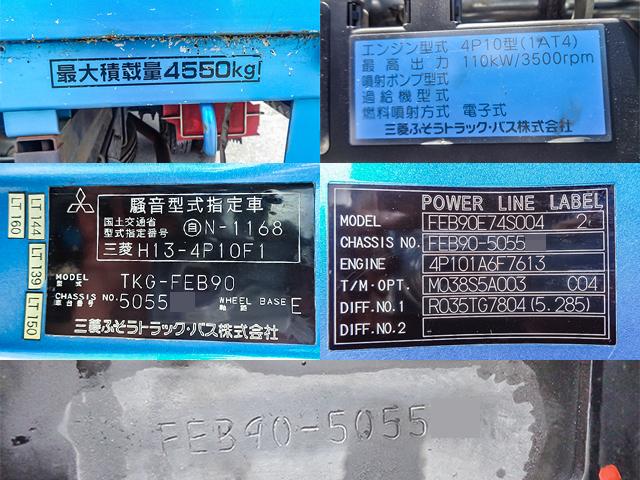 最大積載量4550kg
エンジン型式 4P10型(1AT4)
最高出力 110kW/3500rpm
噴射ポンプ型式
過給機型式
燃料噴射方式 電子式
三菱ふそうトラック・バス株式会社
LT 160
LT 144
LT 139
LT 150
騒音型式指定車
国土交通省
型式指定番号 自N-1168
三菱 H13-4P10F1
MODEL
型式 TKG-FEB90
CHASSIS NO.
車台番号 5055
WHEEL BASE
軸距 E
三菱ふそうトラック・バス株式会社
POWER LINE LABEL
MODEL FEB90E74S004 2
CHASSIS NO. FEB90-5055
ENGINE 4P101A6F7613
T/M・OPT. M038S5A003 C04
DIFF.NO.1 R035TG7804(5.285)
DIFF.NO.2 -
FEB90-5055